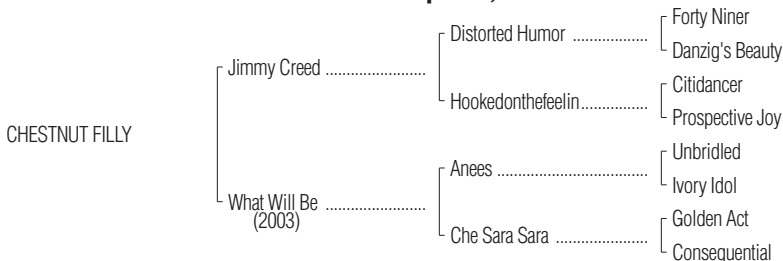 Forty Niner
Distorted Humor ..................
Danzig's Beauty
Jimmy Creed ........................
Citidancer
Hookedonthefeelin................
Prospective Joy
CHESTNUT FILLY
Unbridled
Anees ....................................
Ivory Idol
What Will Be ........................
(2003)
Golden Act
Che Sara Sara ......................
Consequential